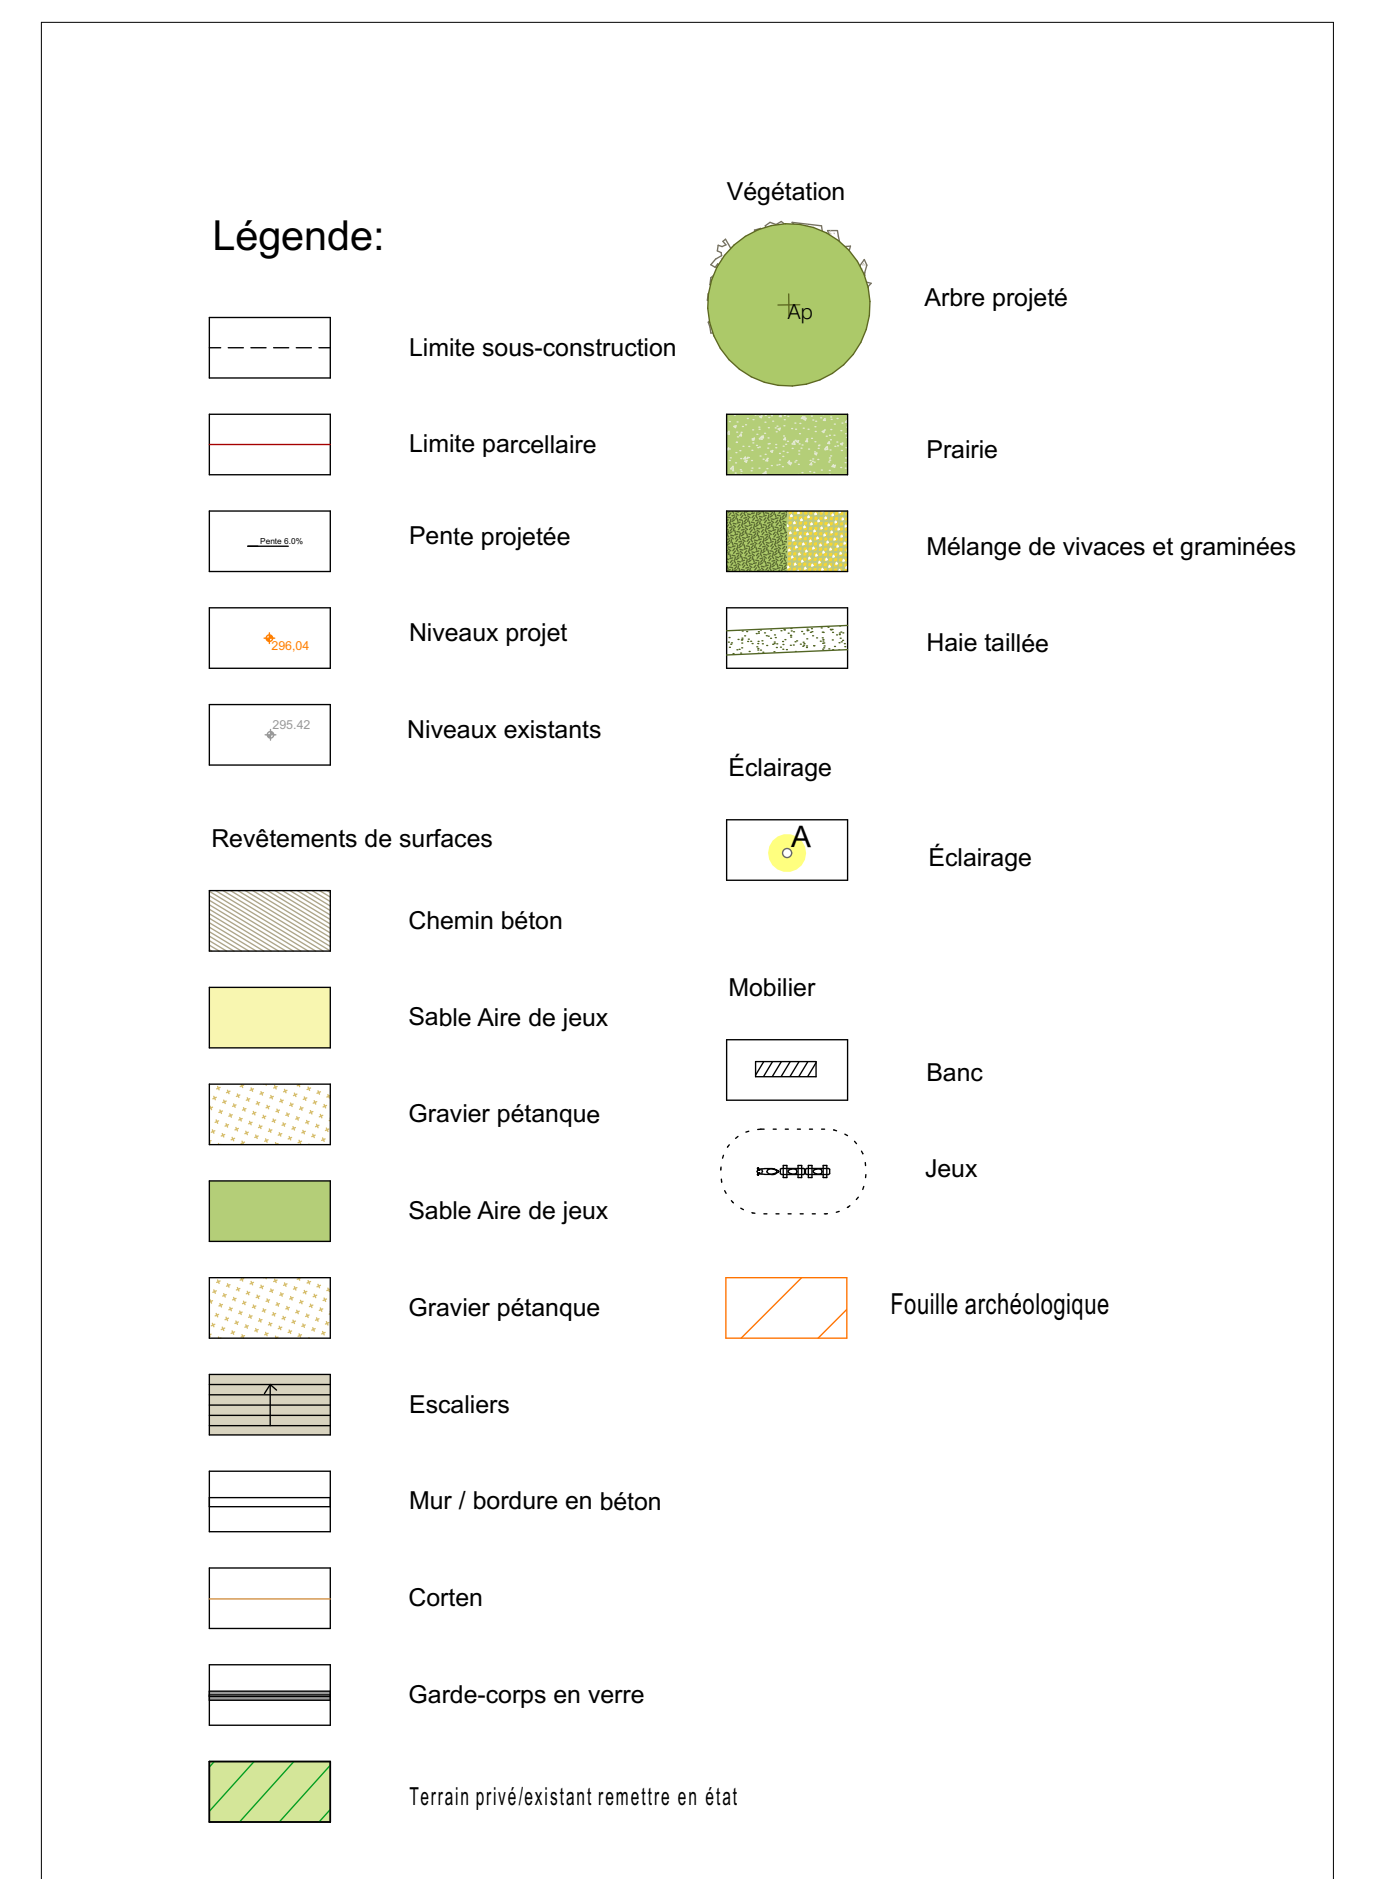 Légende:
Limite sous-construction
Limite parcellaire
Pente 6.0%
Pente projetée
296,04
Niveaux projet
295.42
Niveaux existants
Revêtements de surfaces
Chemin béton
Sable Aire de jeux
Gravier pétanque
Sable Aire de jeux
Gravier pétanque
Escaliers
Mur / bordure en béton
Corten
Garde-corps en verre
Terrain privé/existant remettre en état
Végétation
Ap
Arbre projeté
Prairie
Mélange de vivaces et graminées
Haie taillée
Éclairage
A
Éclairage
Mobilier
Banc
Jeux
Fouille archéologique